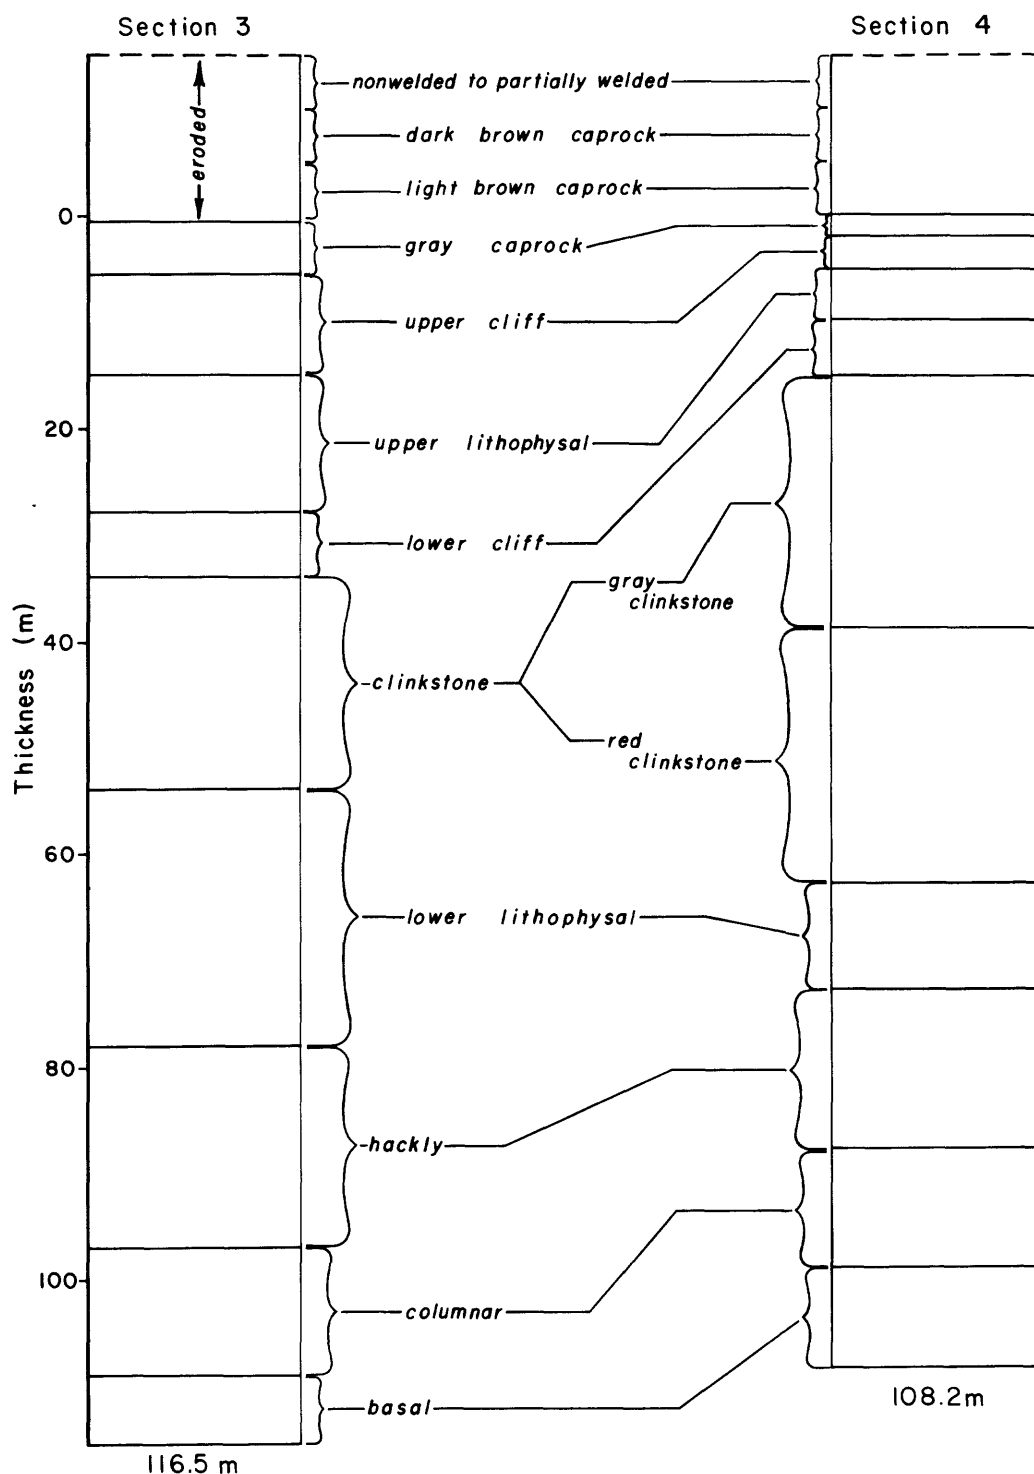 Section 3
Section 4
nonwelded to partially welded
dark brown caprock
eroded
light brown caprock
0
gray caprock
upper cliff
20
upper lithophysal
lower cliff
gray
clinkstone
Thickness (m)
40
clinkstone
red
clinkstone
60
lower lithophysal
80
hackly
100
columnar
basal
108.2m
116.5 m